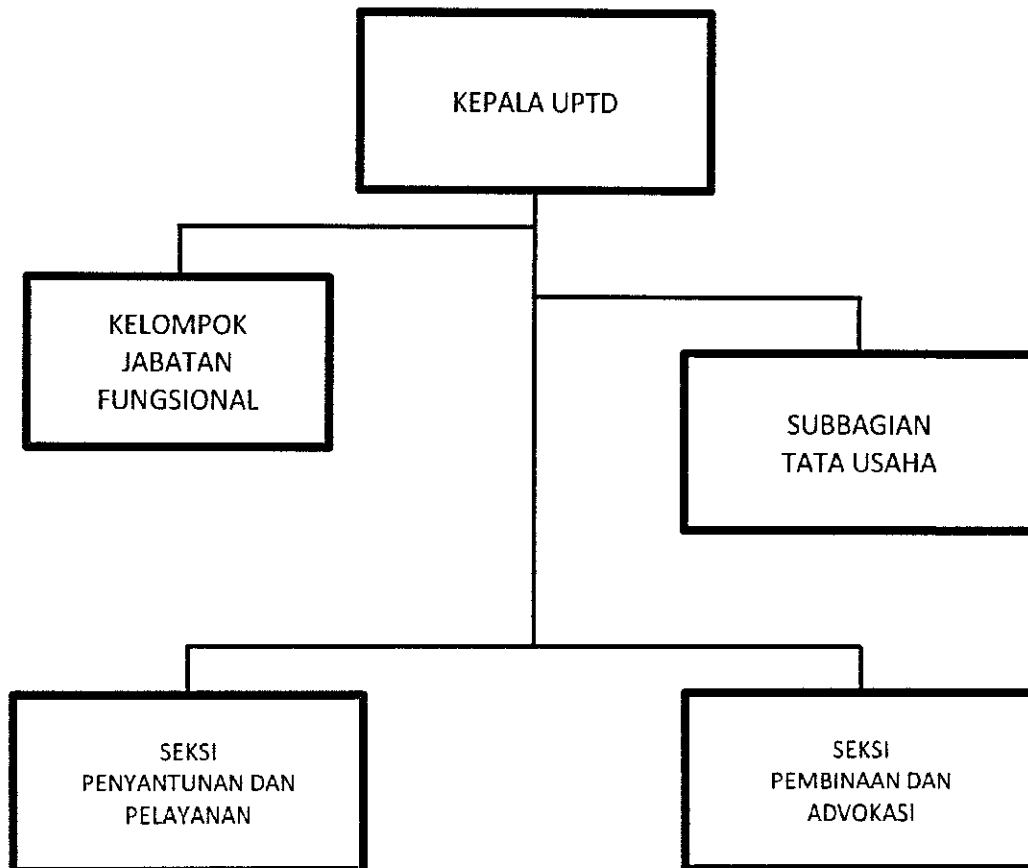 KEPALA UPTD
KELOMPOK
JABATAN
FUNGSIONAL
SUBBAGIAN
TATA USAHA
SEKSI
PENYANTUNAN DAN
PELAYANAN
SEKSI
PEMBINAAN DAN
ADVOKASI